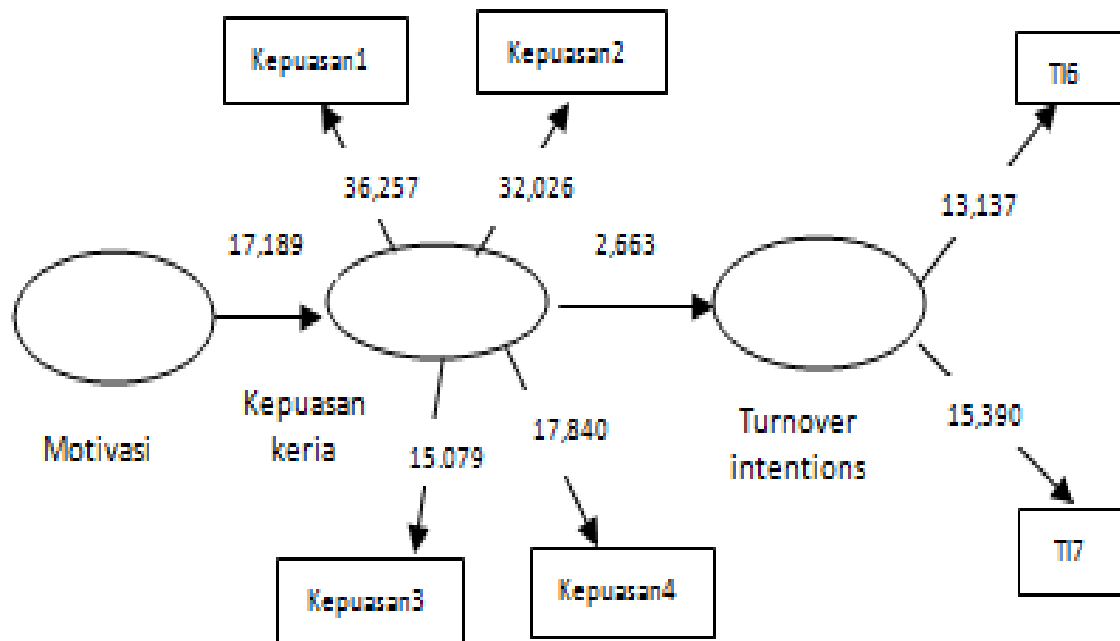 Kepuasan1
Kepuasan2
TI6
36,257
32,026
13,137
17,189
2,663
Kepuasan
keria
Motivasi
Turnover
intentions
15.079
17,840
15,390
Kepuasan3
Kepuasan4
TI7